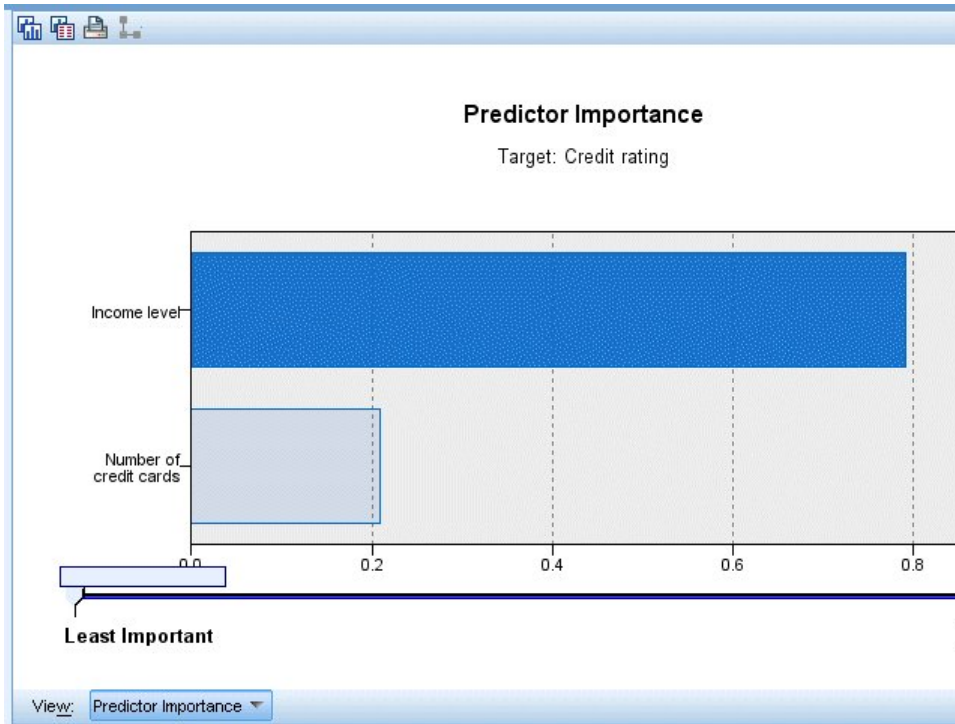 Predictor Importance
Target: Credit rating
Income level
Number of
credit cards
0.0 0.2 0.4 0.6 0.8
Least Important
View: Predictor Importance